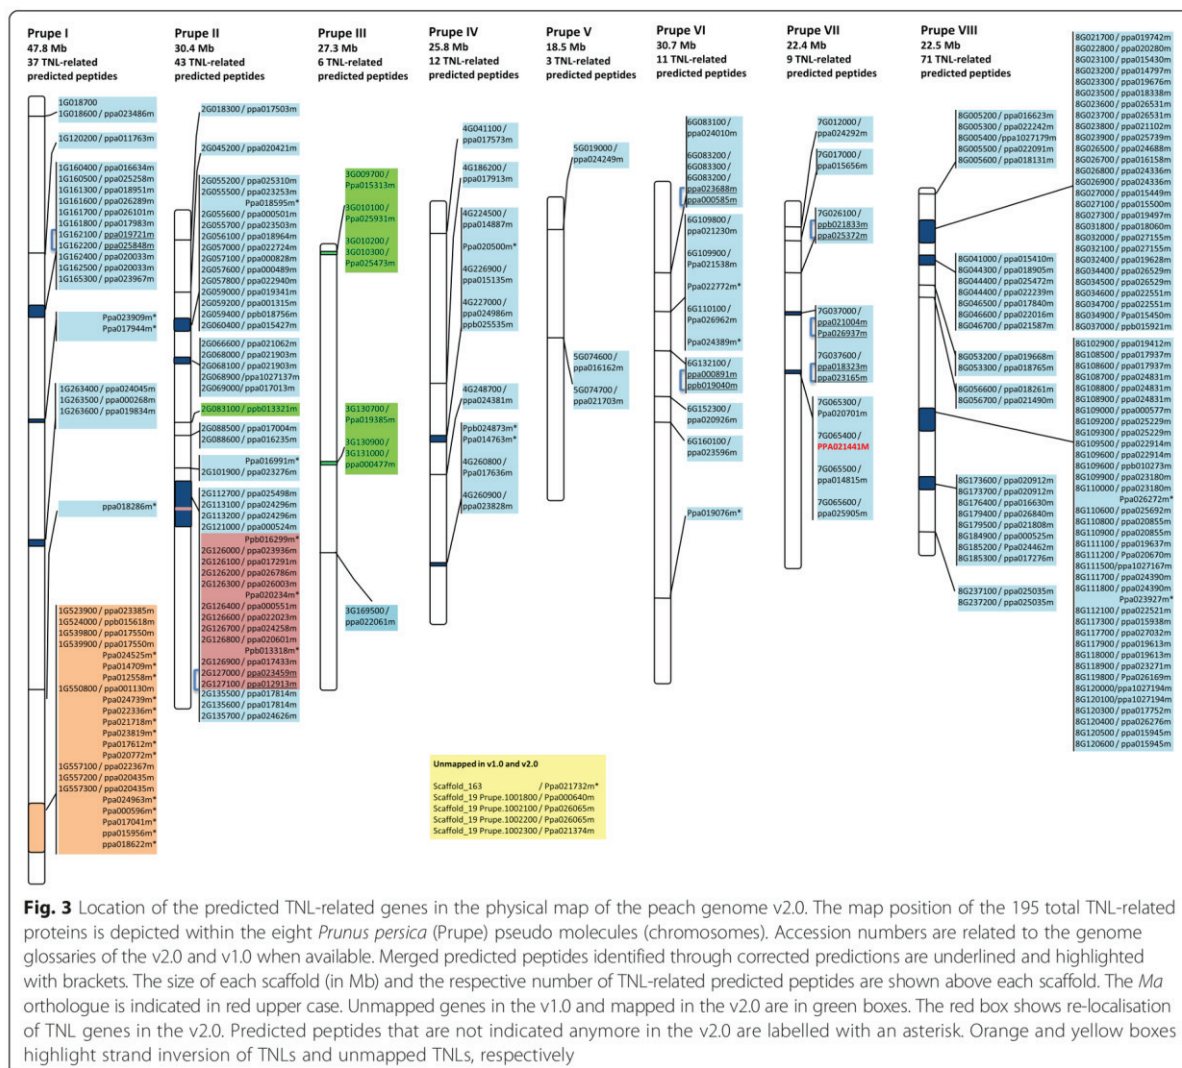 Prupe I
47.8 Mb
37 TNL-related
predicted peptides
1G018700
1G018600 / ppa023486m
1G120200 / ppa011763m
1G160400 / ppa016634m
1G160500 / ppa025258m
1G161300 / ppa018951m
1G161600 / ppa026289m
1G161700 / ppa026101m
1G161800 / ppa017983m
1G162100 / ppa019721m
1G162200 / ppa025848m
1G162400 / ppa020033m
1G162500 / ppa020033m
1G165300 / ppa023967m
Ppa023909m*
Ppa017944m*
1G263400 / ppa024045m
1G263500 / ppa000268m
1G263600 / ppa019834m
ppa018286m*
1G523900 / ppa023385m
1G524000 / ppb015618m
1G539800 / ppa017550m
1G539900 / ppa017550m
Ppa024525m*
Ppa014709m*
Ppa012558m*
1G550800 / ppa001130m
Ppa024739m*
Ppa022336m*
Ppa021718m*
Ppa023819m*
Ppa017612m*
Ppa020772m*
1G557100 / ppa022367m
1G557200 / ppa020435m
1G557300 / ppa020435m
Ppa024963m*
Ppa000596m*
Ppa017041m*
ppa015956m*
ppa018622m*
Prupe II
30.4 Mb
43 TNL-related
predicted peptides
2G018300 / ppa017503m
2G045200 / ppa020421m
2G055200 / ppa025310m
2G055500 / ppa023253m
Ppa018595m*
2G055600 / ppa000501m
2G055700 / ppa023503m
2G056100 / ppa018964m
2G057000 / ppa022724m
2G057100 / ppa000828m
2G057600 / ppa000489m
2G057800 / ppa022940m
2G059000 / ppa019341m
2G059200 / ppa001315m
2G059400 / ppb018756m
2G060400 / ppa015427m
2G066600 / ppa021062m
2G068000 / ppa021903m
2G068100 / ppa021903m
2G068900 /ppa1027137m
2G069000 / ppa017013m
2G083100 / ppb013321m
2G088500 / ppa017004m
2G088600 / ppa016235m
Ppa016991m*
2G101900 / ppa023276m
2G112700 / ppa025498m
2G113100 / ppa024296m
2G113200 / ppa024296m
2G121000 / ppa000524m
Ppb016299m*
2G126000 / ppa023936m
2G126100 / ppa017291m
2G126200 / ppa026786m
2G126300 / ppa026003m
Ppa020234m*
2G126400 / ppa000551m
2G126600 / ppa022023m
2G126700 / ppa024258m
2G126800 / ppa020601m
Ppb013318m*
2G126900 / ppa017433m
2G127000 / ppa023459m
2G127100 / ppa012913m
2G135500 / ppa017814m
2G135600 / ppa017814m
2G135700 / ppa024626m
Prupe III
27.3 Mb
6 TNL-related
predicted peptides
3G009700 /
Ppa015313m
3G010100 /
Ppa025931m
3G010200 /
3G010300 /
Ppa025473m
3G130700 /
Ppa019385m
3G130900 /
3G131000 /
ppa000477m
3G169500 /
ppa022061m
Prupe IV
25.8 Mb
12 TNL-related
predicted peptides
4G041100 /
ppa017573m
4G186200 /
ppa017913m
4G224500 /
ppa014887m
Ppa020500m*
4G226900 /
ppa015135m
4G227000 /
ppa024986m
ppb025535m
4G248700 /
ppa024381m
Ppb024873m*
Ppa014763m*
4G260800 /
Ppa017636m
4G260900 /
ppa023828m
Prupe V
18.5 Mb
3 TNL-related
predicted peptides
5G019000 /
ppa024249m
5G074600 /
ppa016162m
5G074700 /
ppa021703m
Unmapped in v1.0 and v2.0
Scaffold_163 / Ppa021732m*
Scaffold_19 Prupe.1001800 / Ppa000640m
Scaffold_19 Prupe.1002100 / Ppa026065m
Scaffold_19 Prupe.1002200 / Ppa026065m
Scaffold_19 Prupe.1002300 / Ppa021374m
Prupe VI
30.7 Mb
11 TNL-related
predicted peptides
6G083100 /
ppa024010m
6G083200 /
6G083300 /
6G083200 /
ppa023688m
ppa000585m
6G109800 /
ppa021230m
6G109900 /
Ppa021538m
Ppa022772m*
6G110100 /
Ppa026962m
Ppa024389m*
6G132100 /
ppa000891m
ppb019040m
6G152300 /
ppa020926m
6G160100 /
ppa023596m
Ppa019076m*
Prupe VII
22.4 Mb
9 TNL-related
predicted peptides
7G012000 /
ppa024292m
7G017000 /
ppa015656m
7G026100 /
ppb021833m
ppa025372m
7G037000 /
ppa021004m
Ppa026937m
7G037600 /
ppa018323m
ppa023165m
7G065300 /
Ppa020701m
7G065400 /
PPA021441M
7G065500 /
ppa014815m
7G065600 /
ppa025905m
Prupe VIII
22.5 Mb
71 TNL-related
predicted peptides
8G005200 / ppa016623m
8G005300 / ppa022242m
8G005400 /ppa1027179m
8G005500 / ppa022091m
8G005600 / ppa018131m
8G041000 / ppa015410m
8G044300 / ppa018905m
8G044400 / ppa025472m
8G044400 / ppa022239m
8G046500 / ppa017840m
8G046600 / ppa022016m
8G046700 / ppa021587m
8G053200 / ppa019668m
8G053300 / ppa018765m
8G056600 / ppa018261m
8G056700 / ppa021490m
8G173600 / ppa020912m
8G173700 / ppa020912m
8G176400 / ppa016630m
8G179400 / ppa026840m
8G179500 / ppa021808m
8G184900 / ppa000525m
8G185200 / Ppa024462m
8G185300 / ppa017276m
8G237100 / ppa025035m
8G237200 / ppa025035m
8G021700 / ppa019742m
8G022800 / ppa020280m
8G023100 / ppa015430m
8G023200 / ppa014797m
8G023300 / ppa019676m
8G023500 / ppa018338m
8G023600 / ppa026531m
8G023700 / ppa026531m
8G023800 / ppa021102m
8G023900 / ppa025739m
8G026500 / ppa024688m
8G026700 / ppa016158m
8G026800 / ppa024336m
8G026900 / ppa024336m
8G027000 / ppa015449m
8G027100 / ppa015500m
8G027300 / ppa019497m
8G031800 / ppa018060m
8G032000 / ppa027155m
8G032100 / ppa027155m
8G032400 / ppa019628m
8G034400 / ppa026529m
8G034500 / ppa026529m
8G034600 / ppa022551m
8G034700 / ppa022551m
8G034900 / Ppa015450m
8G037000 / ppb015921m
8G102900 / ppa019412m
8G108500 / ppa017937m
8G108600 / ppa017937m
8G108700 / ppa024831m
8G108800 / ppa024831m
8G108900 / ppa024831m
8G109000 / ppa000577m
8G109200 / ppa025229m
8G109300 / ppa025229m
8G109500 / ppa022914m
8G109600 / ppa022914m
8G109600 / ppb010273m
8G109900 / ppa023180m
8G110000 / ppa023180m
Ppa026272m*
8G110600 / ppa025692m
8G110800 / ppa020855m
8G110900 / ppa020855m
8G111100 / ppa019637m
8G111200 / Ppa020670m
8G111500 /ppa1027167m
8G111700 / ppa024390m
8G111800 / ppa024390m
Ppa023927m*
8G112100 / ppa022521m
8G117300 / ppa015938m
8G117700 / ppa027032m
8G117900 / ppa019613m
8G118000 / ppa019613m
8G118900 / ppa023271m
8G119800 / Ppa026169m
8G120000/ppa1027194m
8G120100/ppa1027194m
8G120300 / ppa017752m
8G120400 / ppa026276m
8G120500 / ppa015945m
8G120600 / ppa015945m
Fig. 3 Location of the predicted TNL-related genes in the physical map of the peach genome v2.0. The map position of the 195 total TNL-related
proteins is depicted within the eight Prunus persica (Prupe) pseudo molecules (chromosomes). Accession numbers are related to the genome
glossaries of the v2.0 and v1.0 when available. Merged predicted peptides identified through corrected predictions are underlined and highlighted
with brackets. The size of each scaffold (in Mb) and the respective number of TNL-related predicted peptides are shown above each scaffold. The Ma
orthologue is indicated in red upper case. Unmapped genes in the v1.0 and mapped in the v2.0 are in green boxes. The red box shows re-localisation
of TNL genes in the v2.0. Predicted peptides that are not indicated anymore in the v2.0 are labelled with an asterisk. Orange and yellow boxes
highlight strand inversion of TNLs and unmapped TNLs, respectively